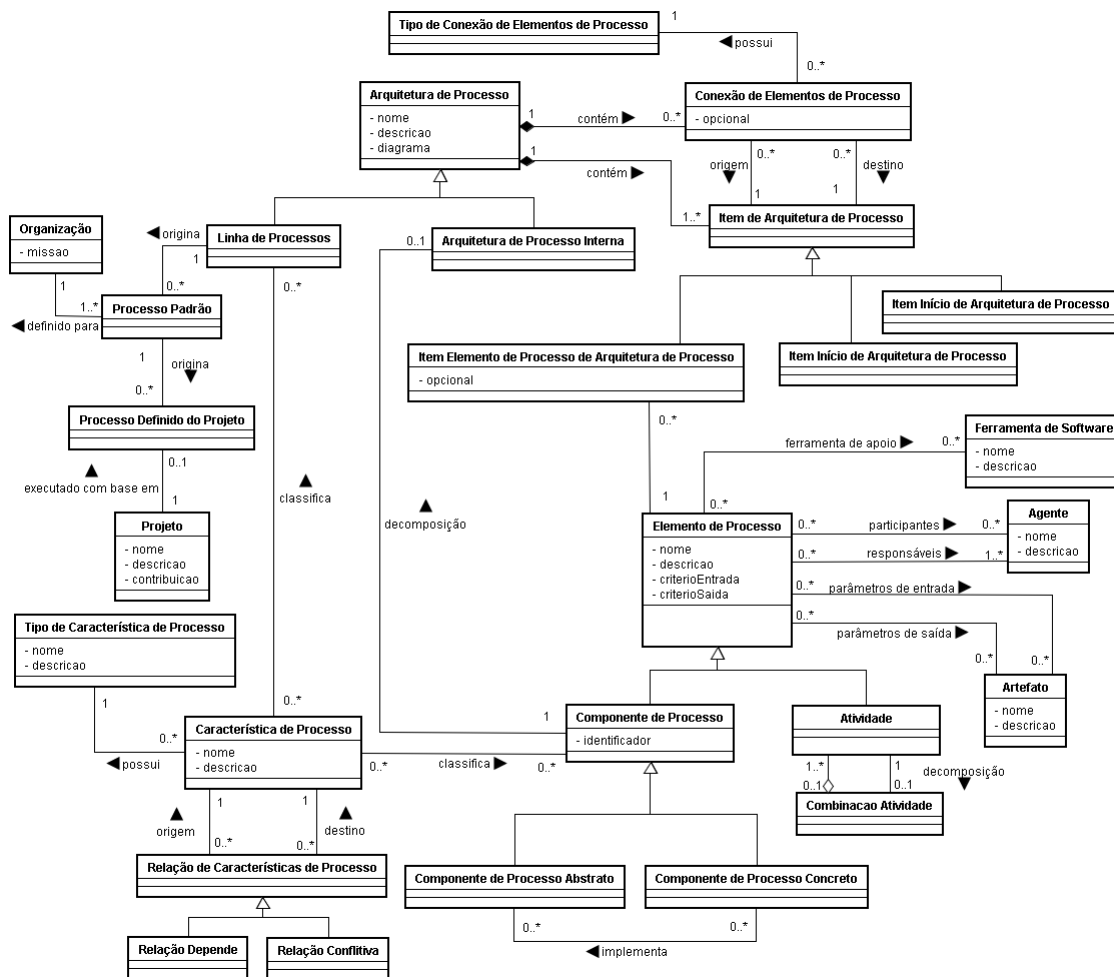 Tipo de Conexão de Elementos de Processo
1
possui
0..*
Arquitetura de Processo
- nome
- descricao
- diagrama
1
contém
0..*
Conexão de Elementos de Processo
- opcional
1
contém
1..*
0..*
origem
1
0..*
destino
1
Item de Arquitetura de Processo
Organização
- missao
origina
1
0..*
Linha de Processos
0..*
0..1
Arquitetura de Processo Interna
1
1..*
definido para
Processo Padrão
1
origina
0..*
Item Início de Arquitetura de Processo
Item Início de Arquitetura de Processo
Item Elemento de Processo de Arquitetura de Processo
- opcional
0..*
1
Processo Definido do Projeto
0..1
executado com base em
1
classifica
decomposição
ferramenta de apoio
0..*
0..*
Ferramenta de Software
- nome
- descricao
Projeto
- nome
- descricao
- contribuicao
Elemento de Processo
- nome
- descricao
- criterioEntrada
- criterioSaida
0..*
participantes
0..*
0..*
responsáveis
1..*
Agente
- nome
- descricao
0..*
parâmetros de entrada
0..*
0..*
parâmetros de saída
0..*
Tipo de Característica de Processo
- nome
- descricao
1
0..*
possui
0..*
Artefato
- nome
- descricao
Característica de Processo
- nome
- descricao
0..*
classifica
0..*
1
Componente de Processo
- identificador
Atividade
1..*
0..1
1
0..1
decomposição
Combinacao Atividade
1
origem
0..*
1
destino
0..*
Relação de Características de Processo
Componente de Processo Abstrato
Componente de Processo Concreto
0..*
implementa
0..*
Relação Depende
Relação Conflitiva